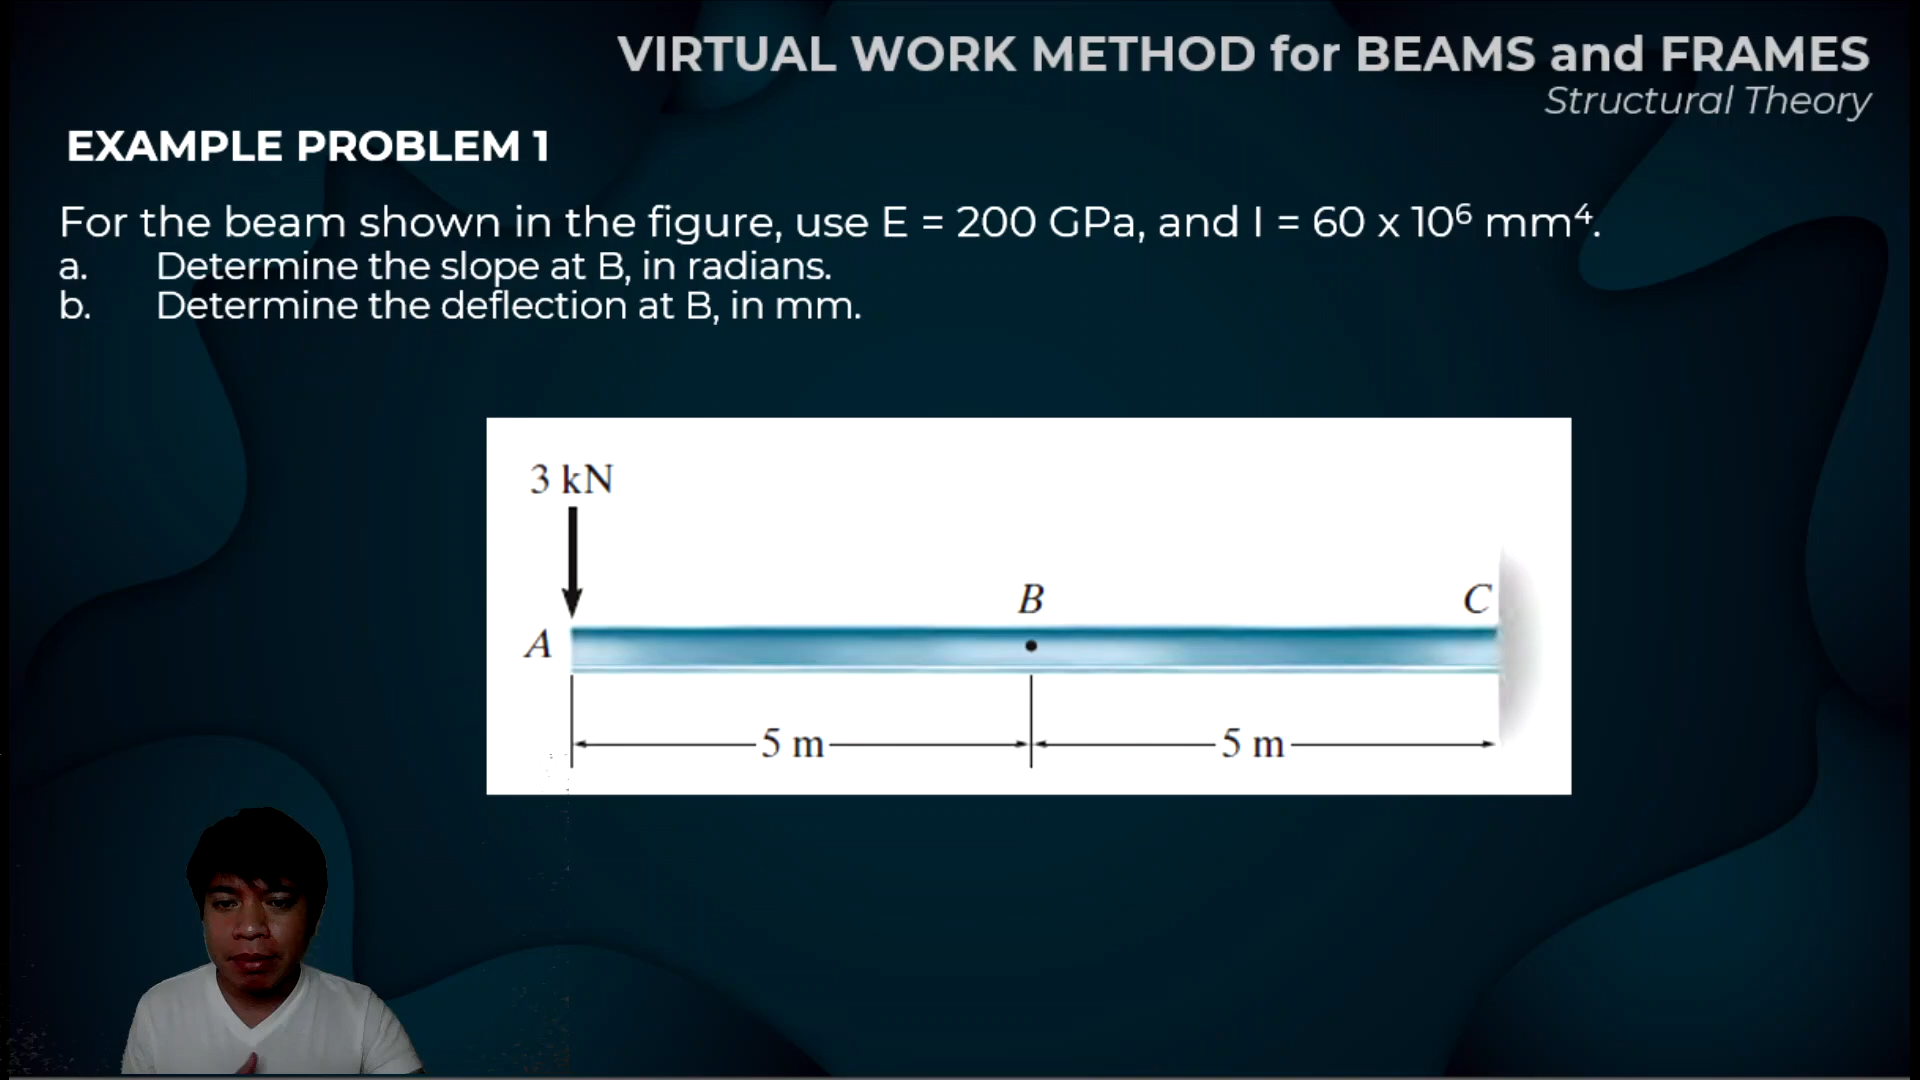 VIRTUAL WORK METHOD for BEAMS and FRAMES
Structural Theory
EXAMPLE PROBLEM 1
For the beam shown in the figure, use E = 200 GPa, and I = 60 x 10⁶ mm⁴.
a. Determine the slope at B, in radians.
b. Determine the deflection at B, in mm.
3 kN
B
C
A
5 m
5 m